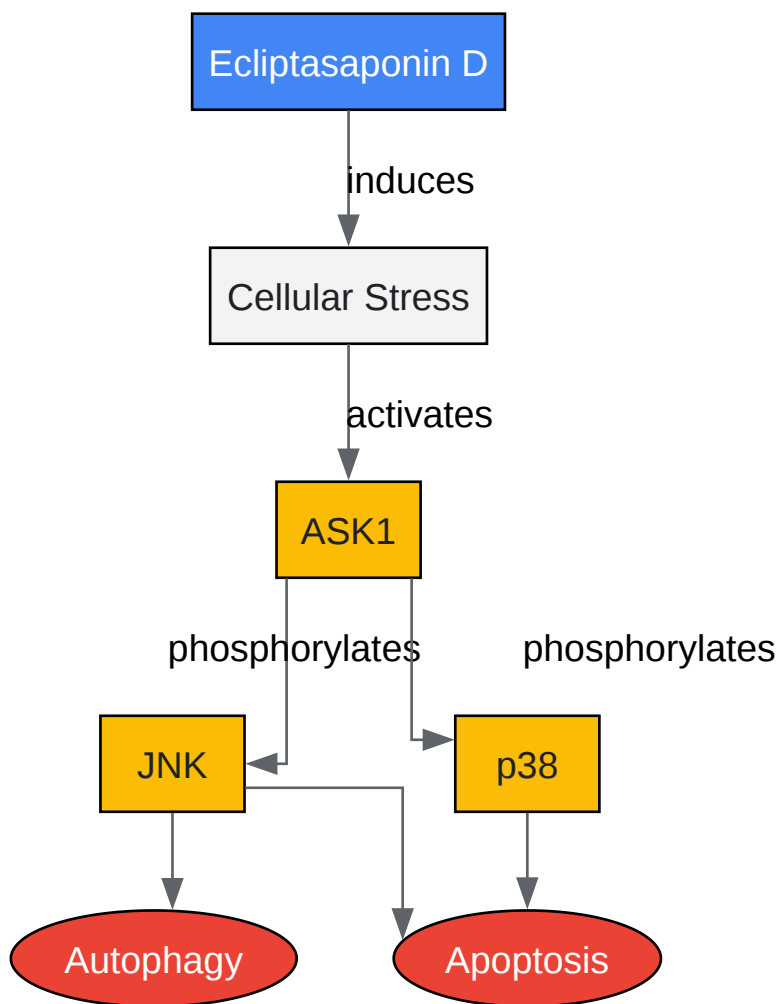 Ecliptasaponin D
induces
Cellular Stress
activates
ASK1
phosphorylates
phosphorylates
JNK
p38
Autophagy
Apoptosis